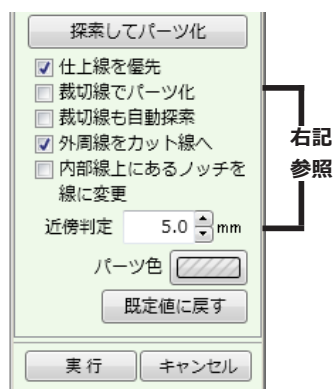 探索してパーツ化
仕上線を優先
裁切線でパーツ化
裁切線も自動探索
外周線をカット線へ
内部線上にあるノッチを
線に変更
近傍判定 5.0 mm
パーツ色
既定値に戻す
実行 キャンセル
右記
参照